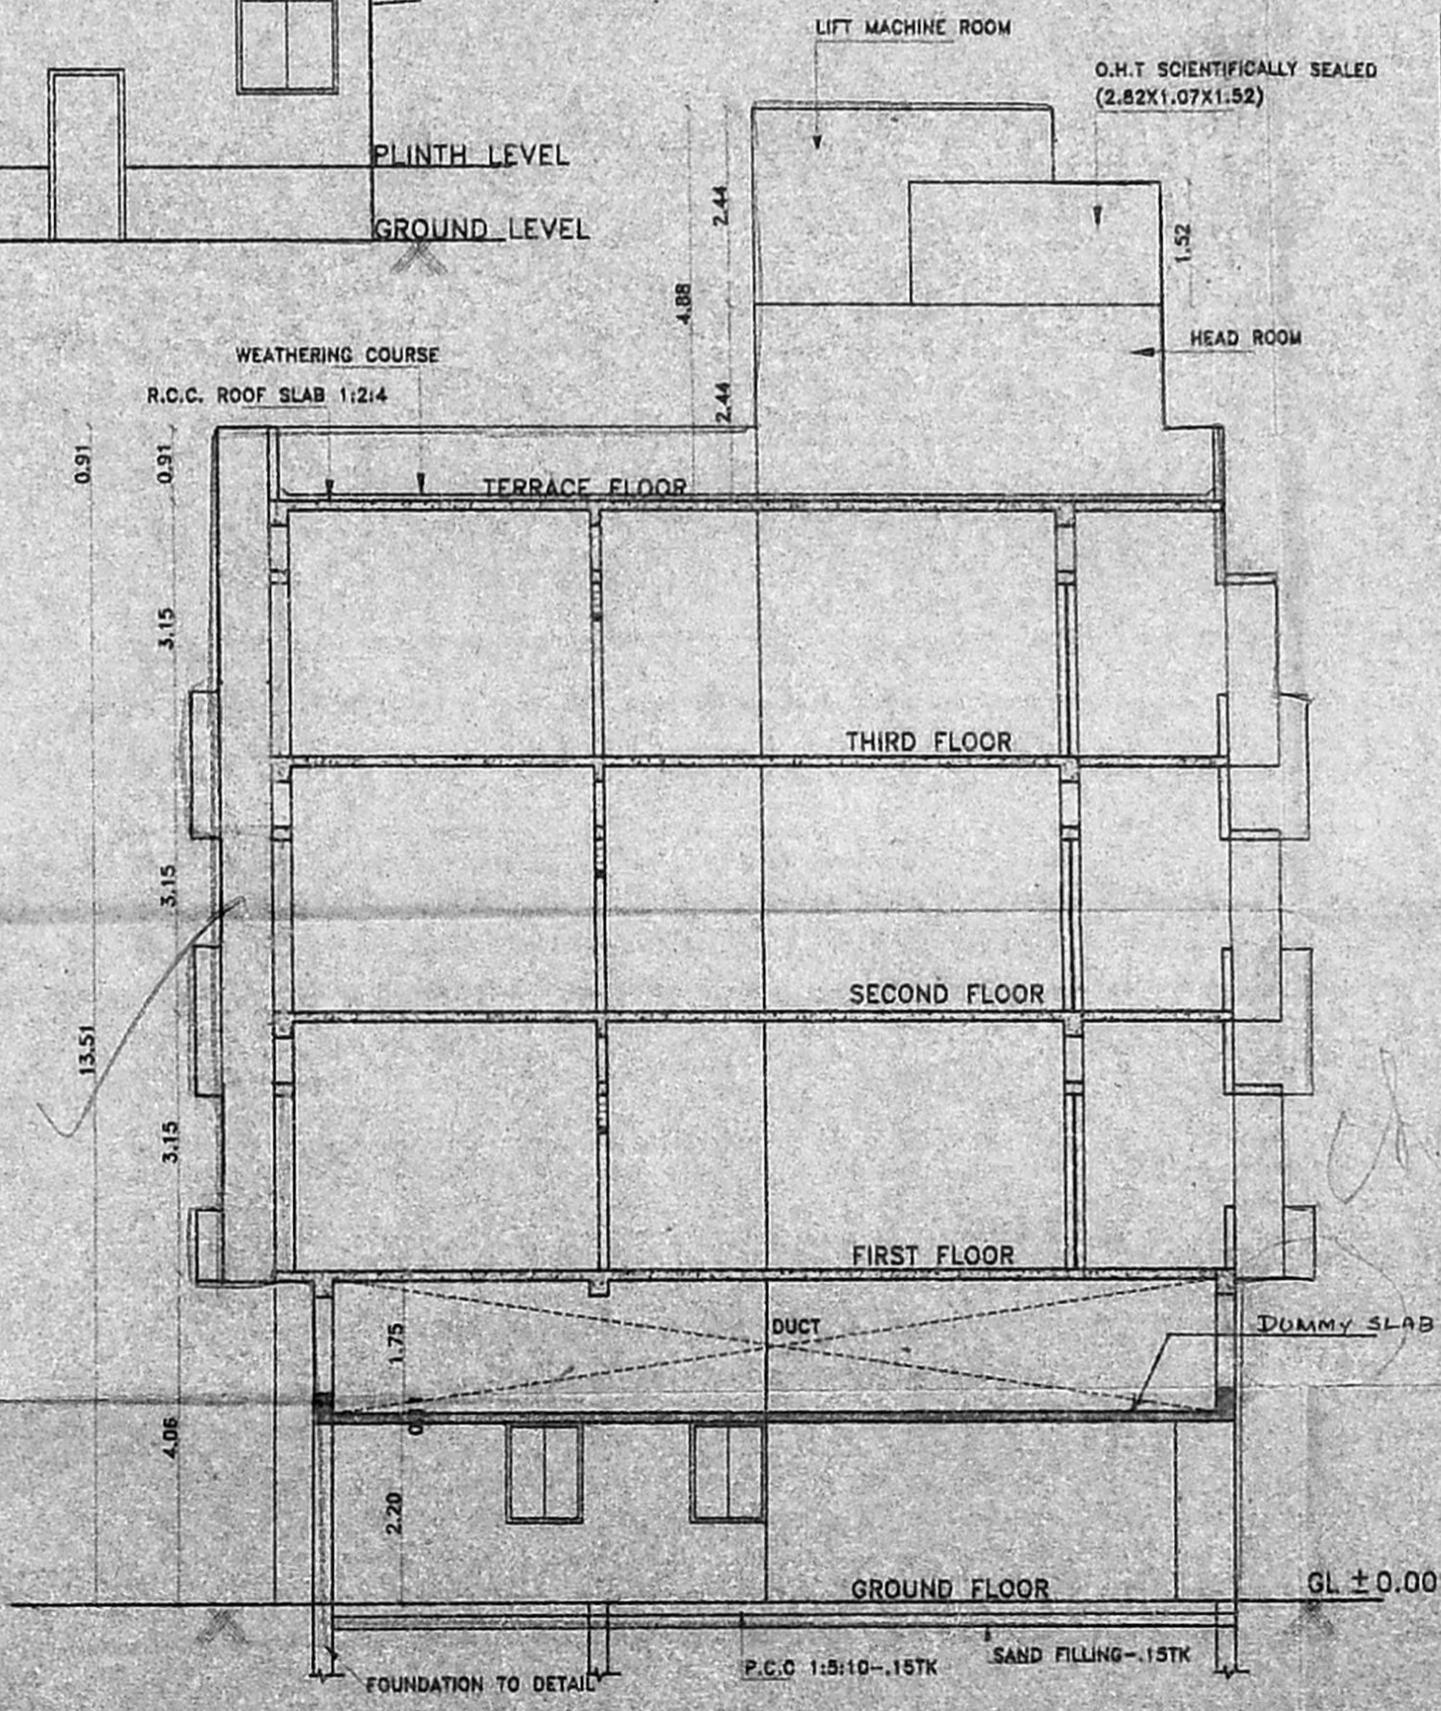 LIFT MACHINE ROOM
O.H.T SCIENTIFICALLY SEALED
(2.82X1.07X1.52)
PLINTH LEVEL
GROUND LEVEL
2.44
1.52
4.88
HEAD ROOM
WEATHERING COURSE
R.C.C. ROOF SLAB 1:2:4
2.44
0.91
0.91
TERRACE FLOOR
3.15
THIRD FLOOR
3.15
SECOND FLOOR
13.51
3.15
FIRST FLOOR
DUCT
DUMMY SLAB
1.75
4.06
2.20
GROUND FLOOR
GL ±0.00
P.C.C 1:5:10-.15TK
SAND FILLING-.15TK
FOUNDATION TO DETAIL